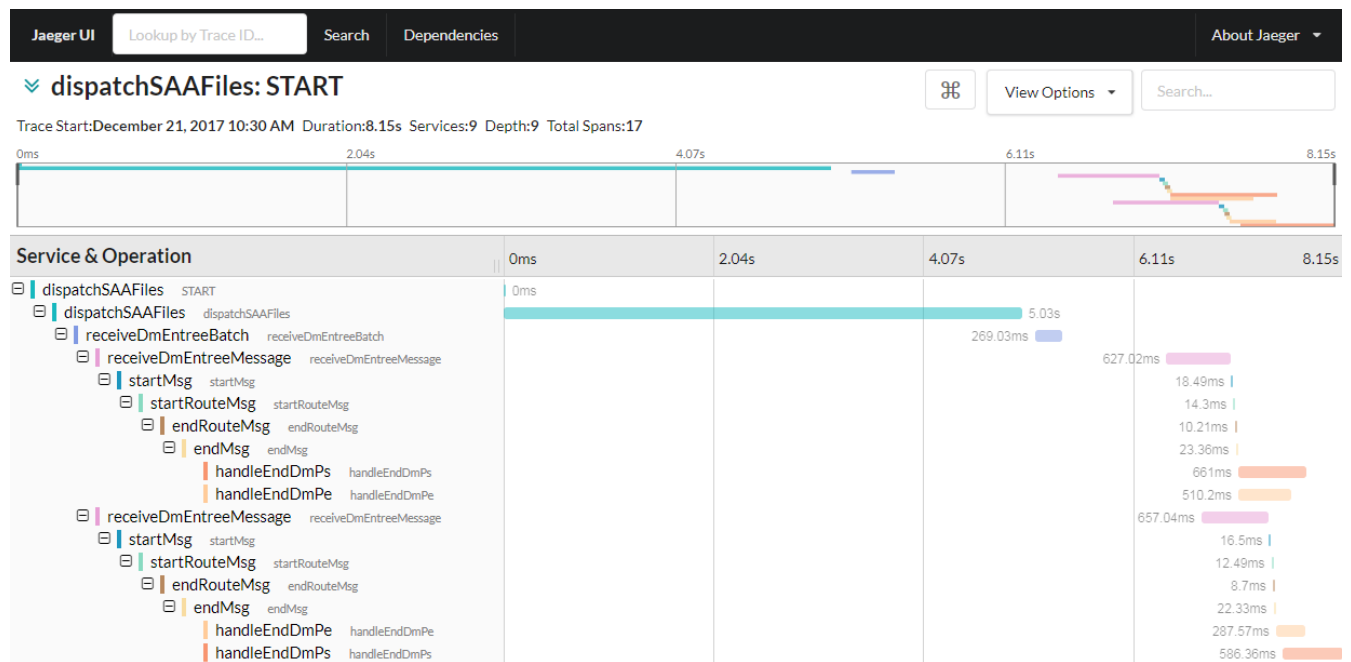 Jaeger UI Lookup by Trace ID... Search Dependencies About Jaeger
dispatchSAAFiles: START ⌘ View Options Search...
Trace Start:December 21, 2017 10:30 AM Duration:8.15s Services:9 Depth:9 Total Spans:17
0ms 2.04s 4.07s 6.11s 8.15s
Service & Operation 0ms 2.04s 4.07s 6.11s 8.15s
dispatchSAAFiles START 0ms
dispatchSAAFiles dispatchSAAFiles 5.03s
receiveDmEntreeBatch receiveDmEntreeBatch 269.03ms
receiveDmEntreeMessage receiveDmEntreeMessage 627.02ms
startMsg startMsg 18.49ms
startRouteMsg startRouteMsg 14.3ms
endRouteMsg endRouteMsg 10.21ms
endMsg endMsg 23.36ms
handleEndDmPs handleEndDmPs 661ms
handleEndDmPe handleEndDmPe 510.2ms
receiveDmEntreeMessage receiveDmEntreeMessage 657.04ms
startMsg startMsg 16.5ms
startRouteMsg startRouteMsg 12.49ms
endRouteMsg endRouteMsg 8.7ms
endMsg endMsg 22.33ms
handleEndDmPe handleEndDmPe 287.57ms
handleEndDmPs handleEndDmPs 586.36ms